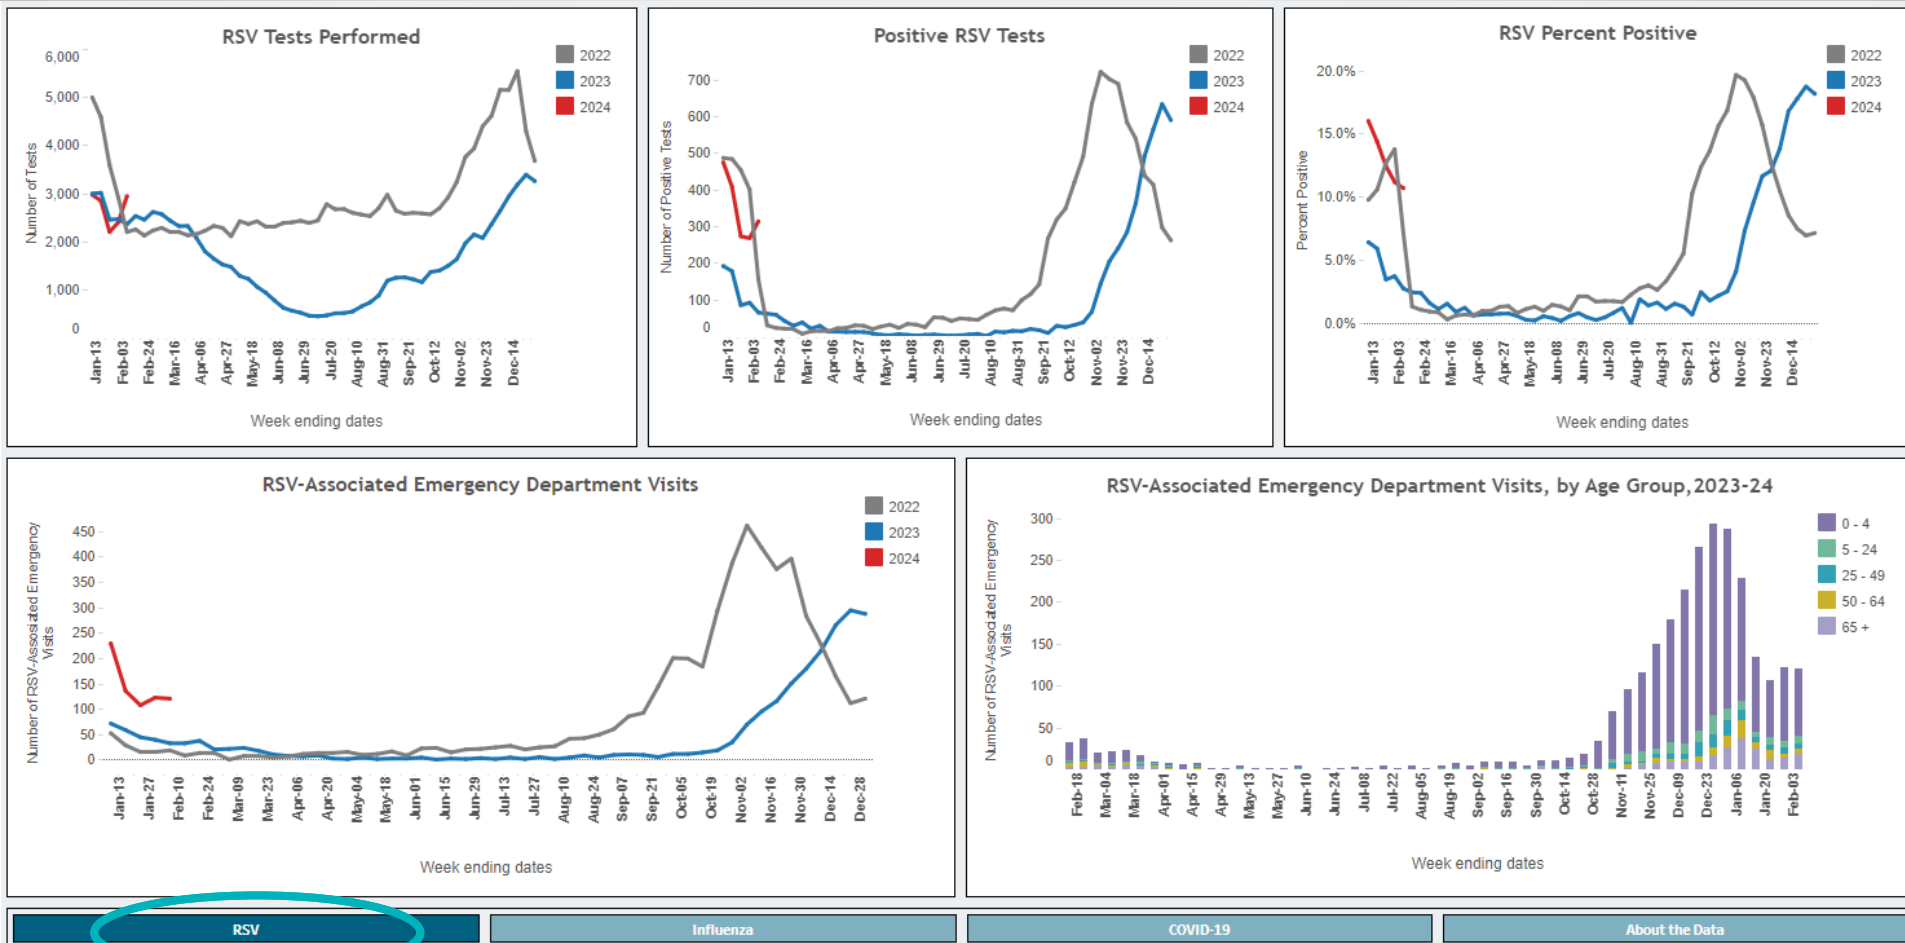 RSV Tests Performed
2022
2023
2024
6,000
5,000
4,000
3,000
2,000
1,000
0
Number of Tests
Jan-13
Feb-03
Feb-24
Mar-16
Apr-06
Apr-27
May-18
Jun-08
Jun-29
Jul-20
Aug-10
Aug-31
Sep-21
Oct-12
Nov-02
Nov-23
Dec-14
Week ending dates
Positive RSV Tests
2022
2023
2024
700
600
500
400
300
200
100
0
Number of Positive Tests
Jan-13
Feb-03
Feb-24
Mar-16
Apr-06
Apr-27
May-18
Jun-08
Jun-29
Jul-20
Aug-10
Aug-31
Sep-21
Oct-12
Nov-02
Nov-23
Dec-14
Week ending dates
RSV Percent Positive
2022
2023
2024
20.0%
15.0%
10.0%
5.0%
0.0%
Percent Positive
Jan-13
Feb-03
Feb-24
Mar-16
Apr-06
Apr-27
May-18
Jun-08
Jun-29
Jul-20
Aug-10
Aug-31
Sep-21
Oct-12
Nov-02
Nov-23
Dec-14
Week ending dates
RSV-Associated Emergency Department Visits
2022
2023
2024
450
400
350
300
250
200
150
100
50
0
Number of RSV-Assosiated Emergency
Visits
Jan-13
Jan-27
Feb-10
Feb-24
Mar-09
Mar-23
Apr-06
Apr-20
May-04
May-18
Jun-01
Jun-15
Jun-29
Jul-13
Jul-27
Aug-10
Aug-24
Sep-07
Sep-21
Oct-05
Oct-19
Nov-02
Nov-16
Nov-30
Dec-14
Dec-28
Week ending dates
RSV-Associated Emergency Department Visits, by Age Group,2023-24
0 - 4
5 - 24
25 - 49
50 - 64
65 +
300
250
200
150
100
50
0
Number of RSV-Associated Emergency
Visits
Feb-18
Mar-04
Mar-18
Apr-01
Apr-15
Apr-29
May-13
May-27
Jun-10
Jun-24
Jul-08
Jul-22
Aug-05
Aug-19
Sep-02
Sep-16
Sep-30
Oct-14
Oct-28
Nov-11
Nov-25
Dec-09
Dec-23
Jan-06
Jan-20
Feb-03
Week ending dates
RSV
Influenza
COVID-19
About the Data